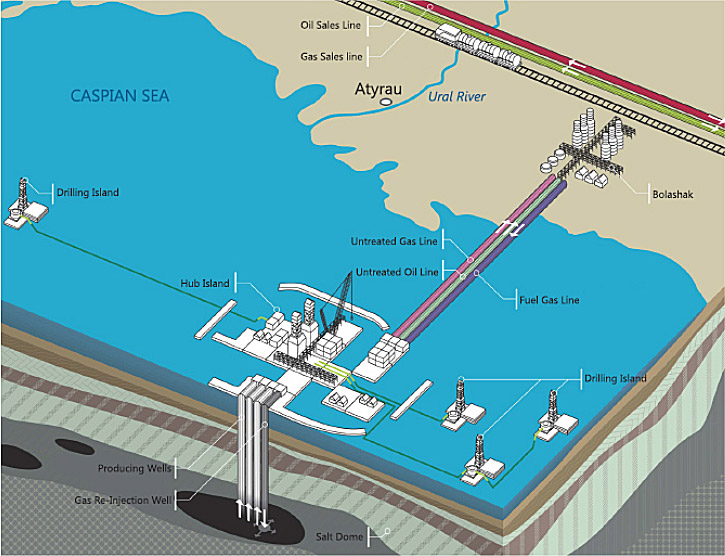 Oil Sales Line
Gas Sales line
CASPIAN SEA
Atyrau
Ural River
Drilling Island
Bolashak
Untreated Gas Line
Untreated Oil Line
Hub Island
Fuel Gas Line
Drilling Island
Producing Wells
Gas Re-Injection Well
Salt Dome